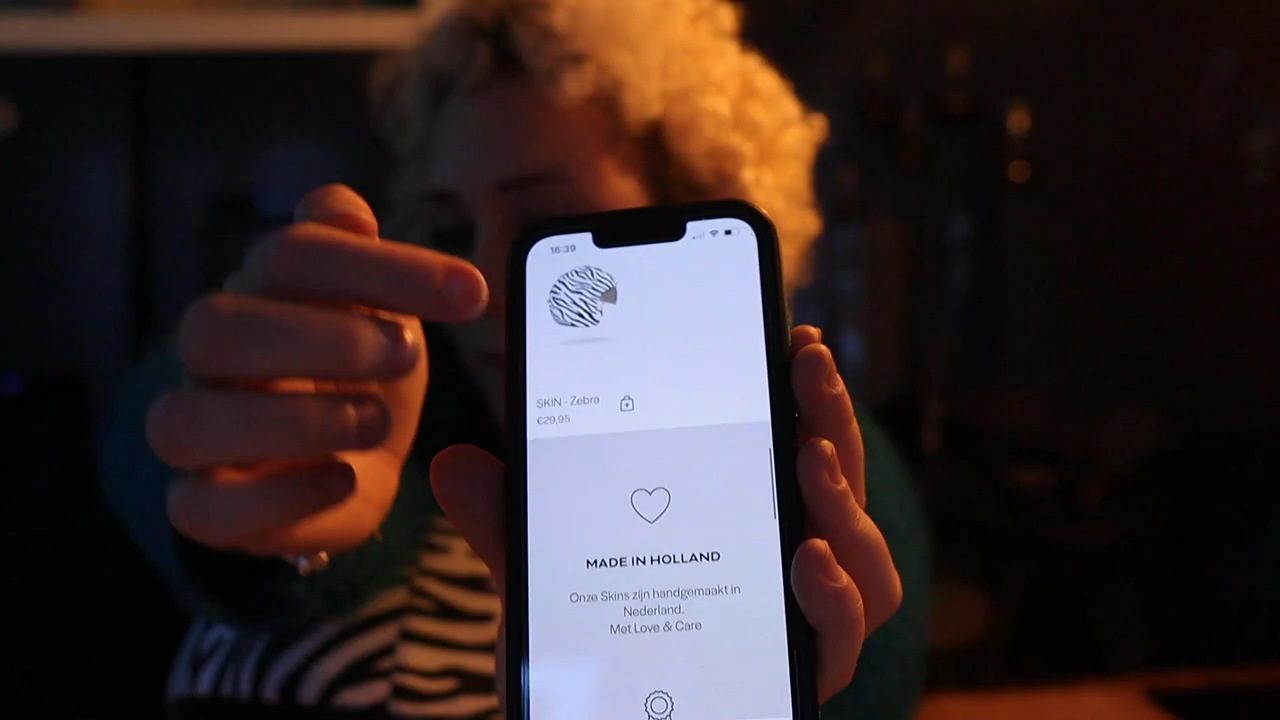 16:39
SKIN - Zebra
€29,95
MADE IN HOLLAND
Onze Skins zijn handgemaakt in
Nederland.
Met Love & Care